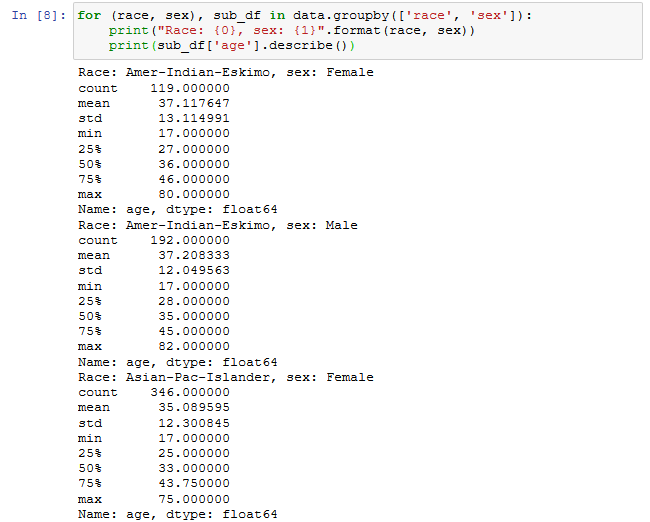 In [8]: for (race, sex), sub_df in data.groupby(['race', 'sex']):
    print("Race: {0}, sex: {1}".format(race, sex))
    print(sub_df['age'].describe())
Race: Amer-Indian-Eskimo, sex: Female
count    119.000000
mean      37.117647
std       13.114991
min       17.000000
25%       27.000000
50%       36.000000
75%       46.000000
max       80.000000
Name: age, dtype: float64
Race: Amer-Indian-Eskimo, sex: Male
count    192.000000
mean      37.208333
std       12.049563
min       17.000000
25%       28.000000
50%       35.000000
75%       45.000000
max       82.000000
Name: age, dtype: float64
Race: Asian-Pac-Islander, sex: Female
count    346.000000
mean      35.089595
std       12.300845
min       17.000000
25%       25.000000
50%       33.000000
75%       43.750000
max       75.000000
Name: age, dtype: float64